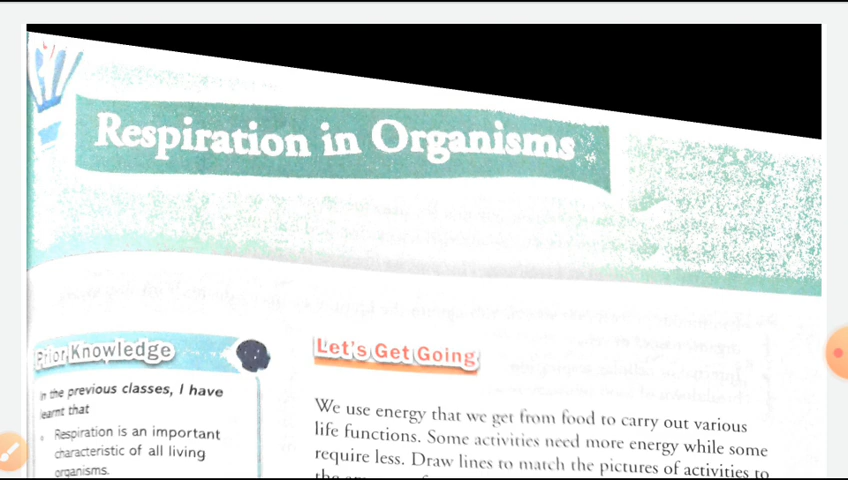 Respiration in Organisms
Prior Knowledge
In the previous classes, I have
learnt that
• Respiration is an important
characteristic of all living
organisms.
Let's Get Going
We use energy that we get from food to carry out various
life functions. Some activities need more energy while some
require less. Draw lines to match the pictures of activities to
the